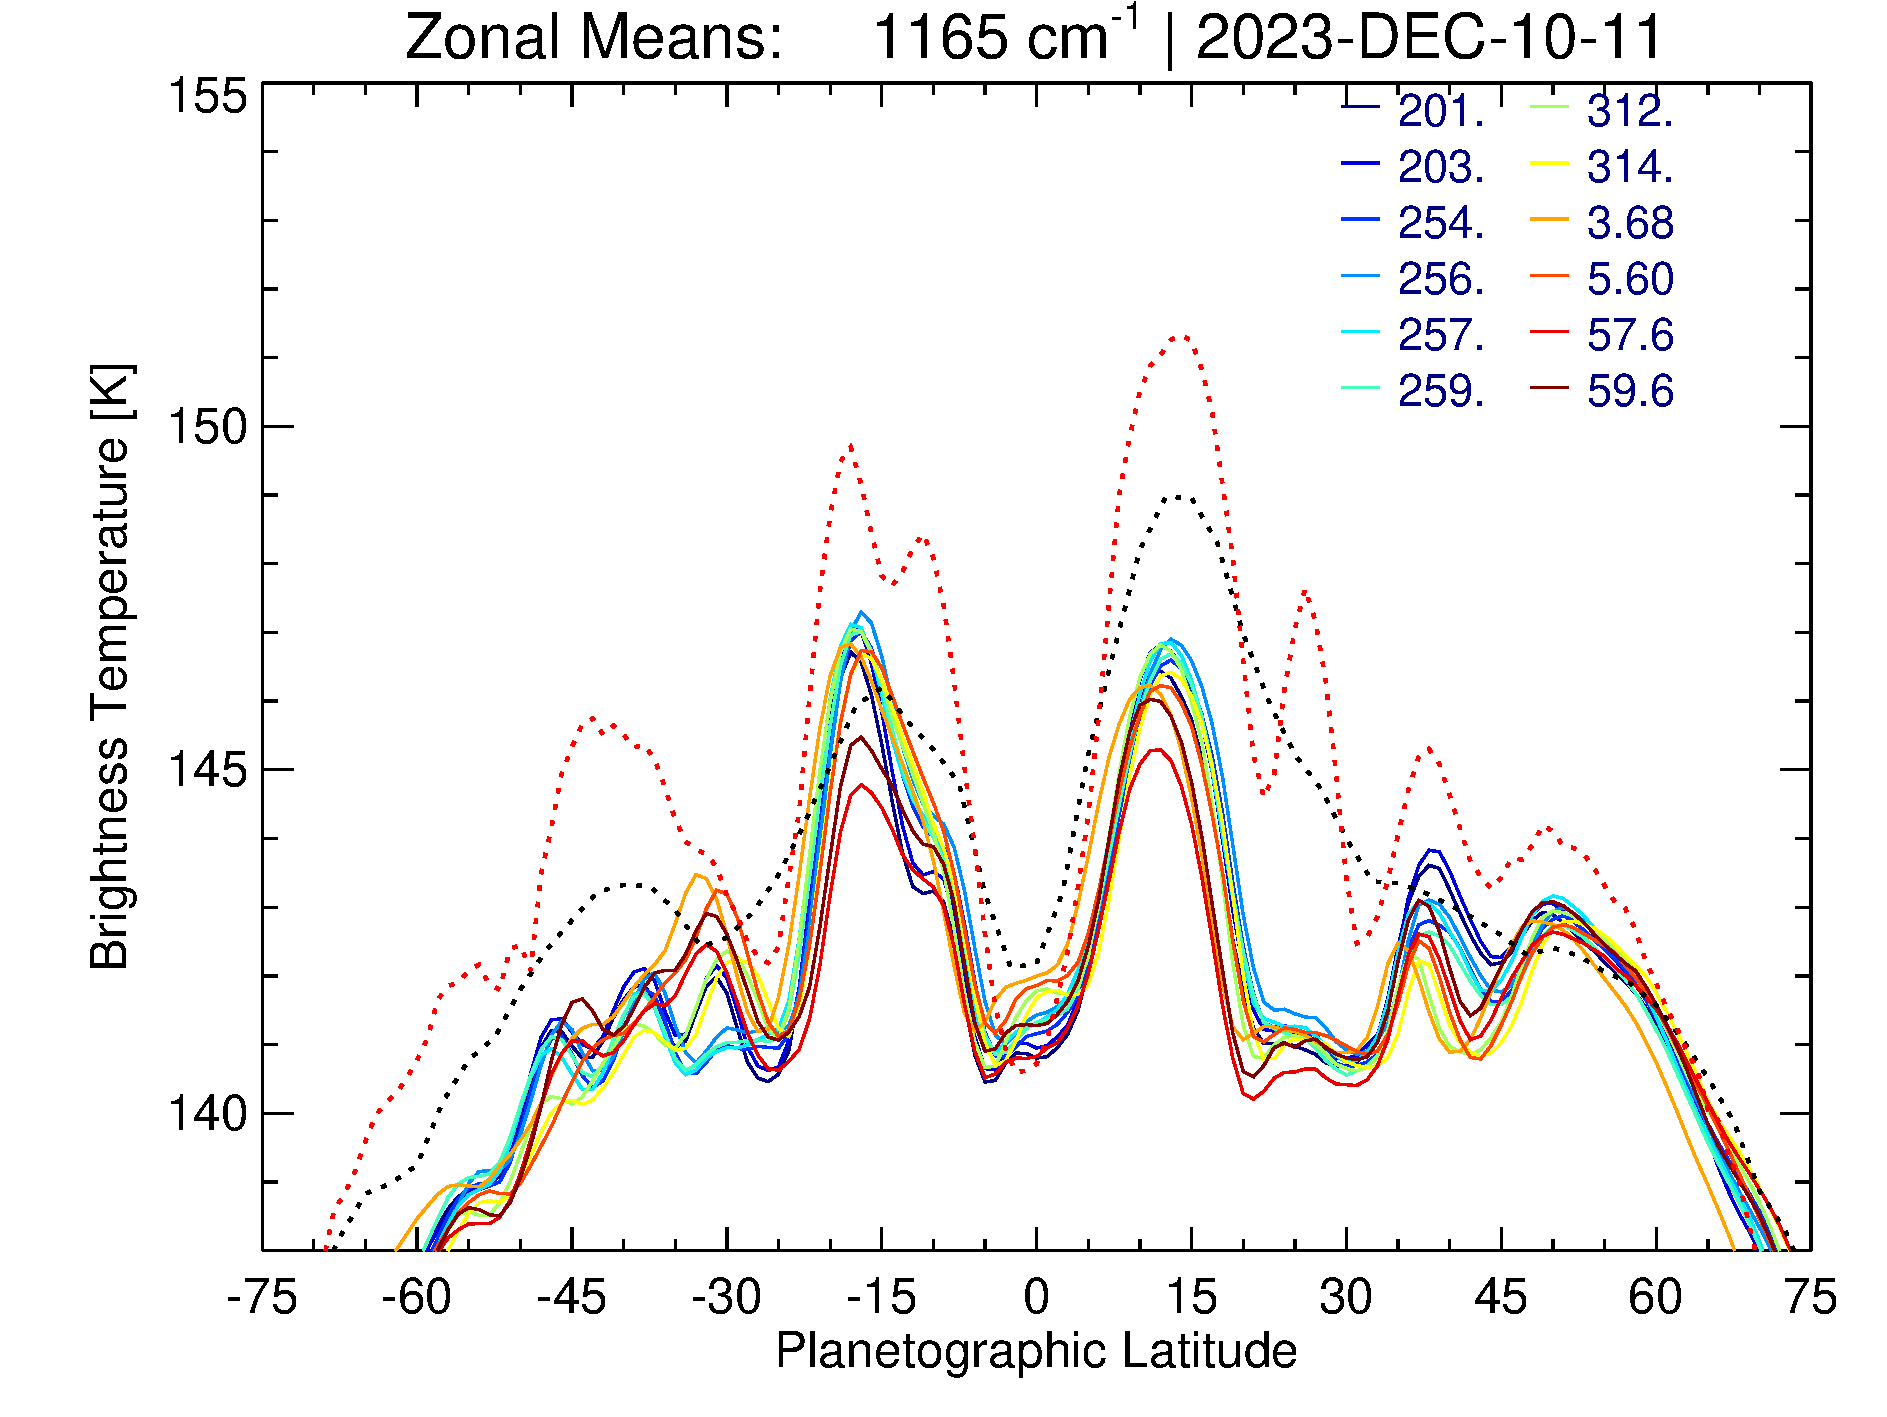 Zonal Means: 1165 cm-1 | 2023-DEC-10-11
155
150
145
140
Brightness Temperature [K]
201. 312.
203. 314.
254. 3.68
256. 5.60
257. 57.6
259. 59.6
-75 -60 -45 -30 -15 0 15 30 45 60 75
Planetographic Latitude